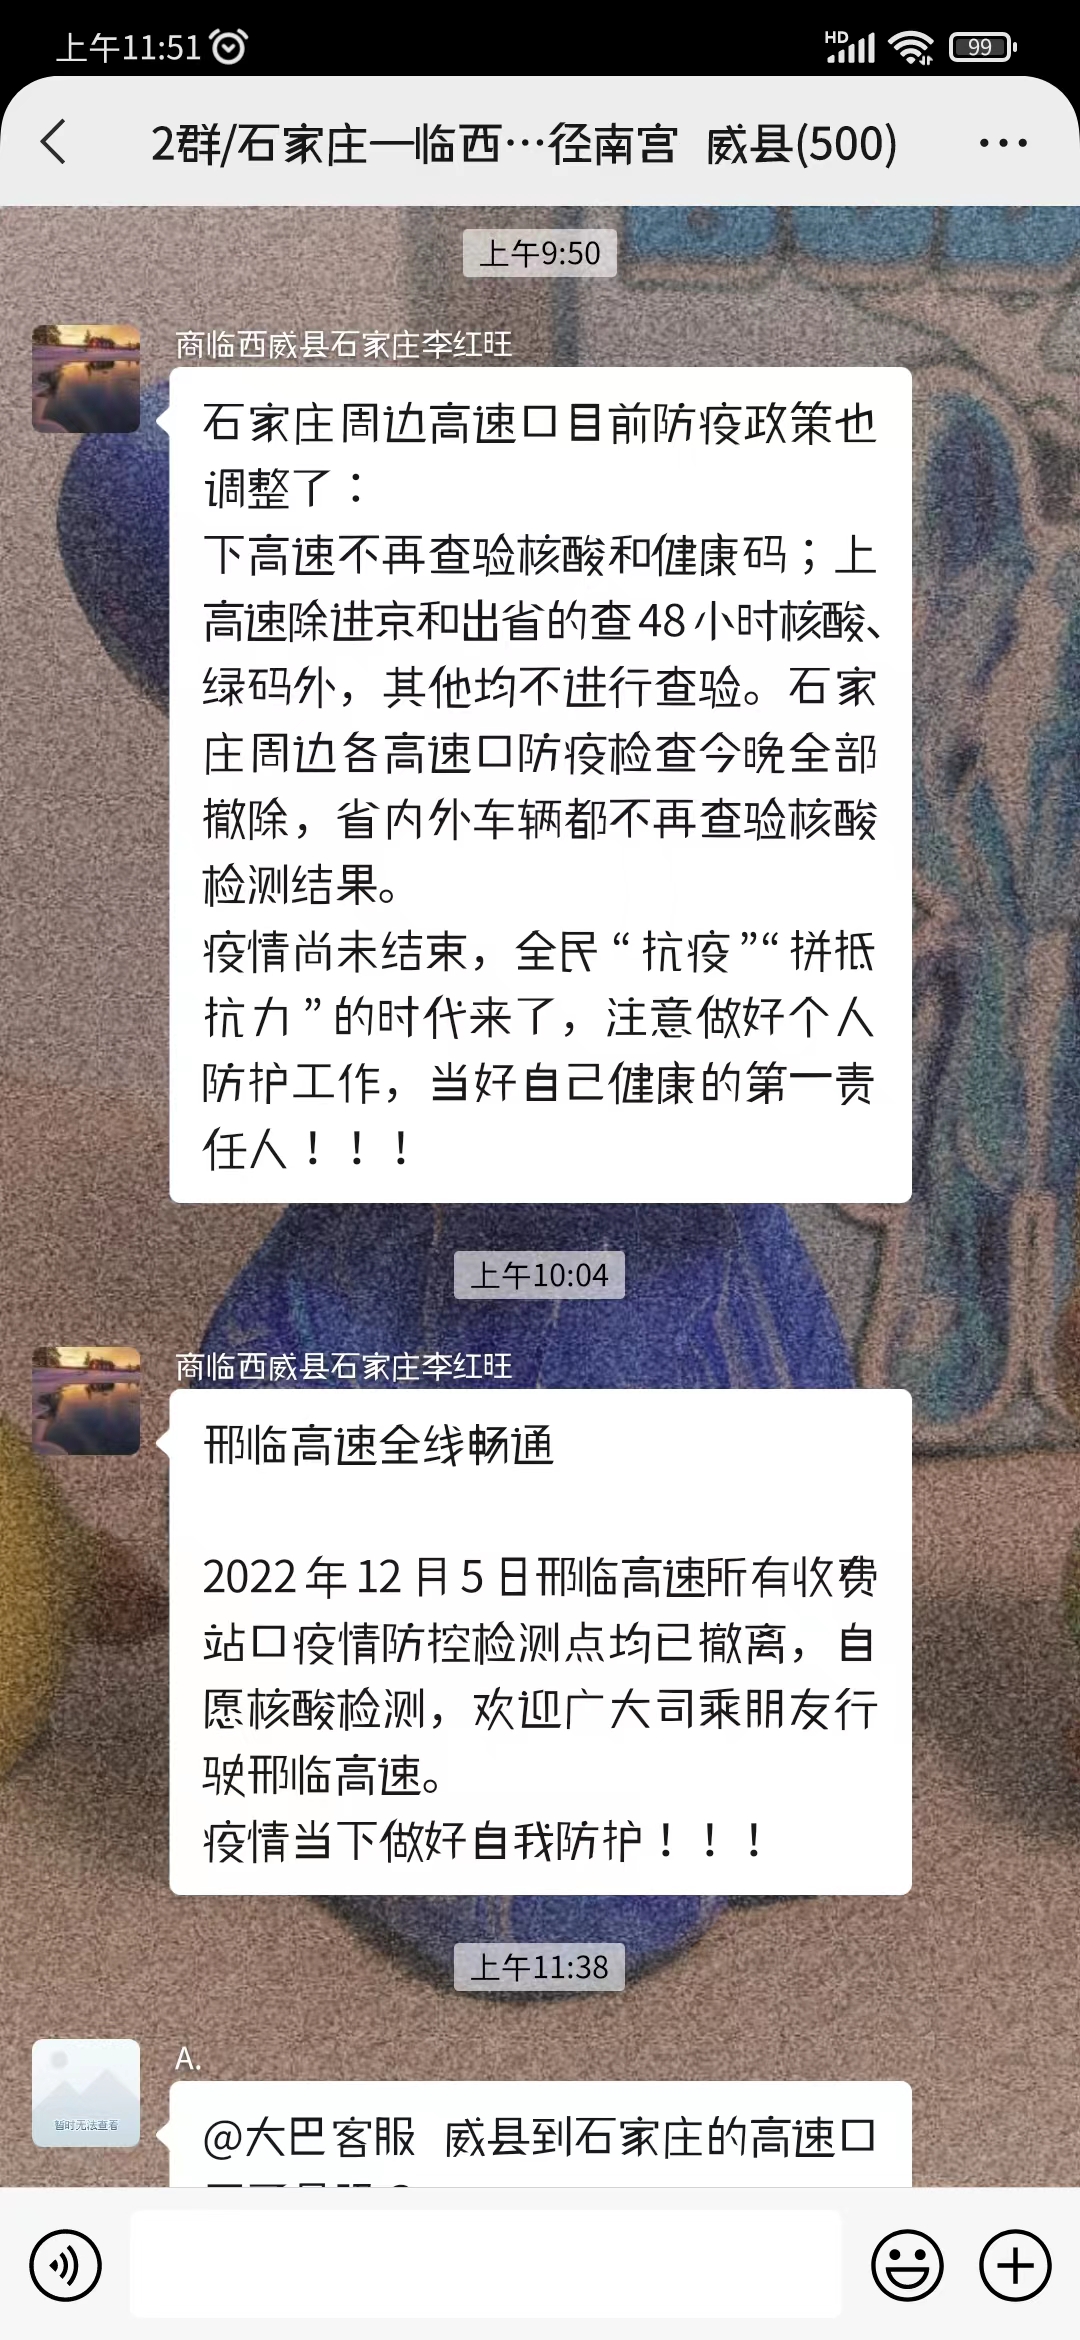 上午11:51
HD
99
2群/石家庄—临西…径南宫 威县(500)
上午9:50
商临西威县石家庄李红旺
石家庄周边高速口目前防疫政策也
调整了：
下高速不再查验核酸和健康码；上
高速除进京和出省的查48小时核酸、
绿码外，其他均不进行查验。石家
庄周边各高速口防疫检查今晚全部
撤除，省内外车辆都不再查验核酸
检测结果。
疫情尚未结束，全民“抗疫”“拼抵
抗力”的时代来了，注意做好个人
防护工作，当好自己健康的第一责
任人！！！
上午10:04
商临西威县石家庄李红旺
邢临高速全线畅通
2022年12月5日邢临高速所有收费
站口疫情防控检测点均已撤离，自
愿核酸检测，欢迎广大司乘朋友行
驶邢临高速。
疫情当下做好自我防护！！！
上午11:38
A.
暂时无法查看
@大巴客服 威县到石家庄的高速口